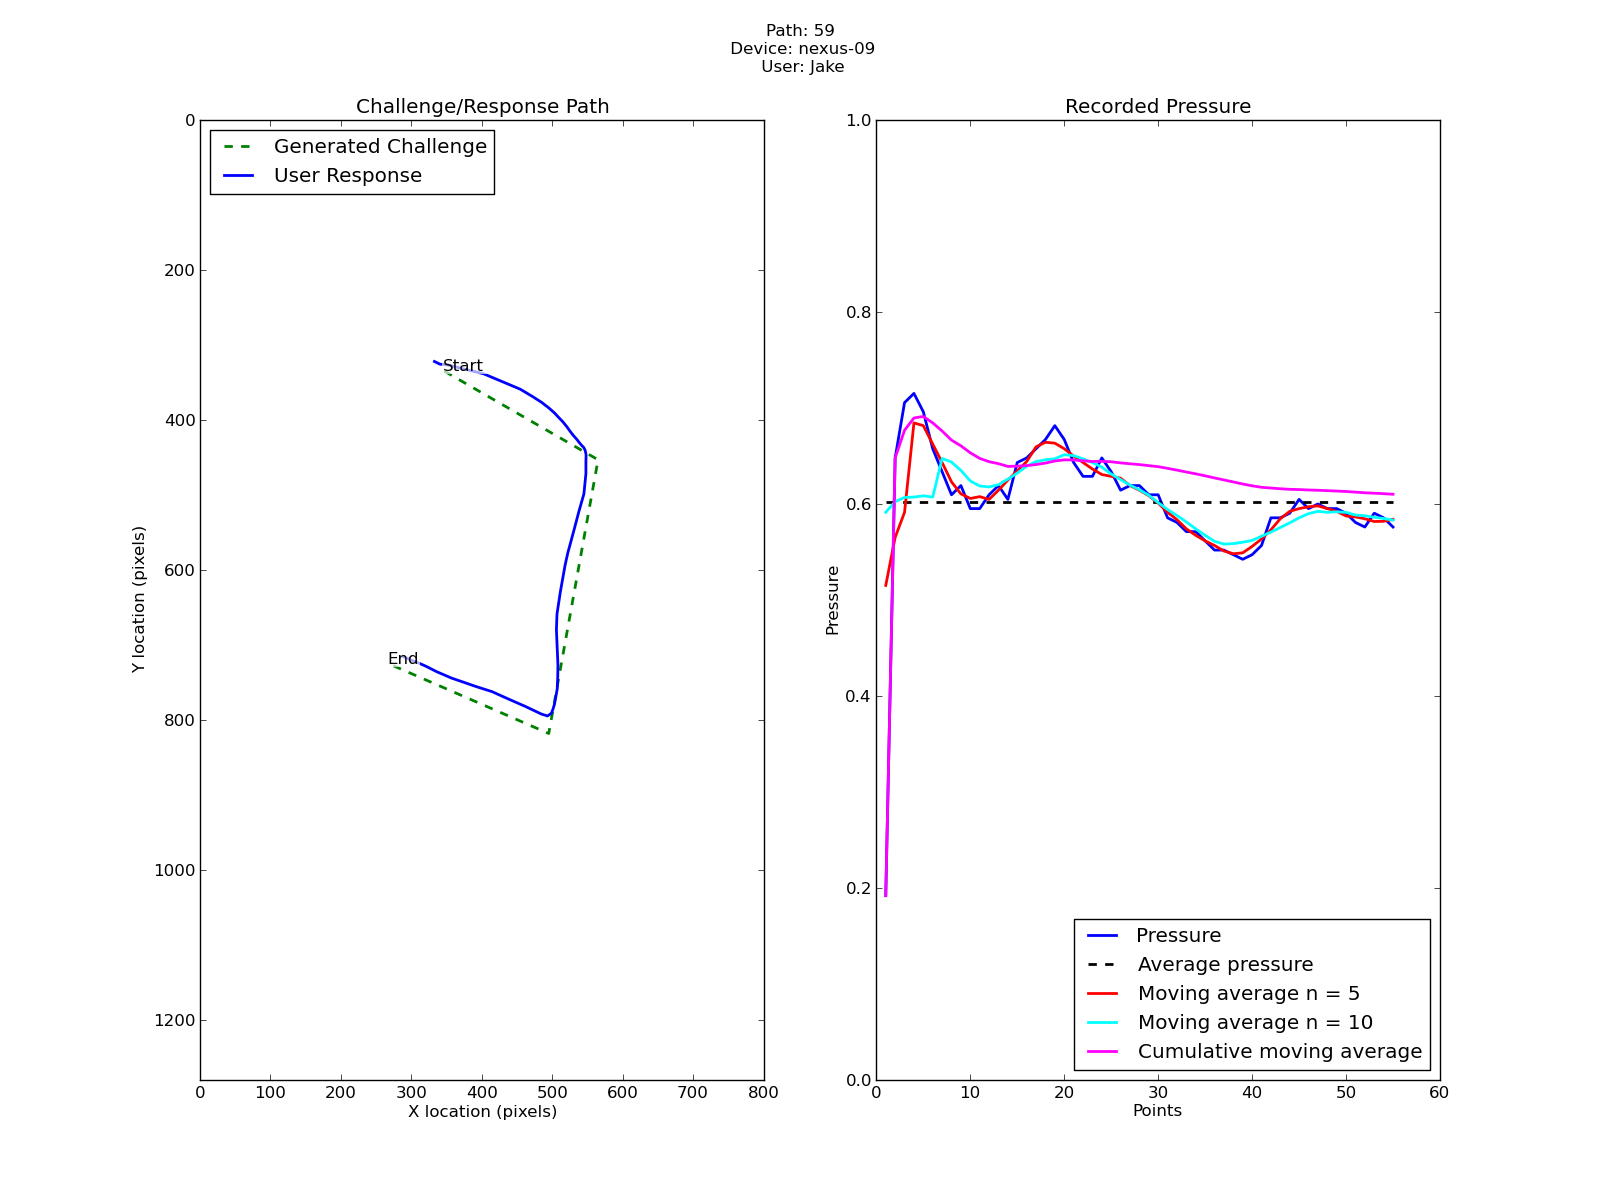 Path: 59
Device: nexus-09
User: Jake
Challenge/Response Path
Generated Challenge
User Response
0
200
400
600
800
1000
1200
Y location (pixels)
Start
End
0 100 200 300 400 500 600 700 800
X location (pixels)
Recorded Pressure
1.0
0.8
0.6
0.4
0.2
0.0
Pressure
Pressure
Average pressure
Moving average n = 5
Moving average n = 10
Cumulative moving average
0 10 20 30 40 50 60
Points